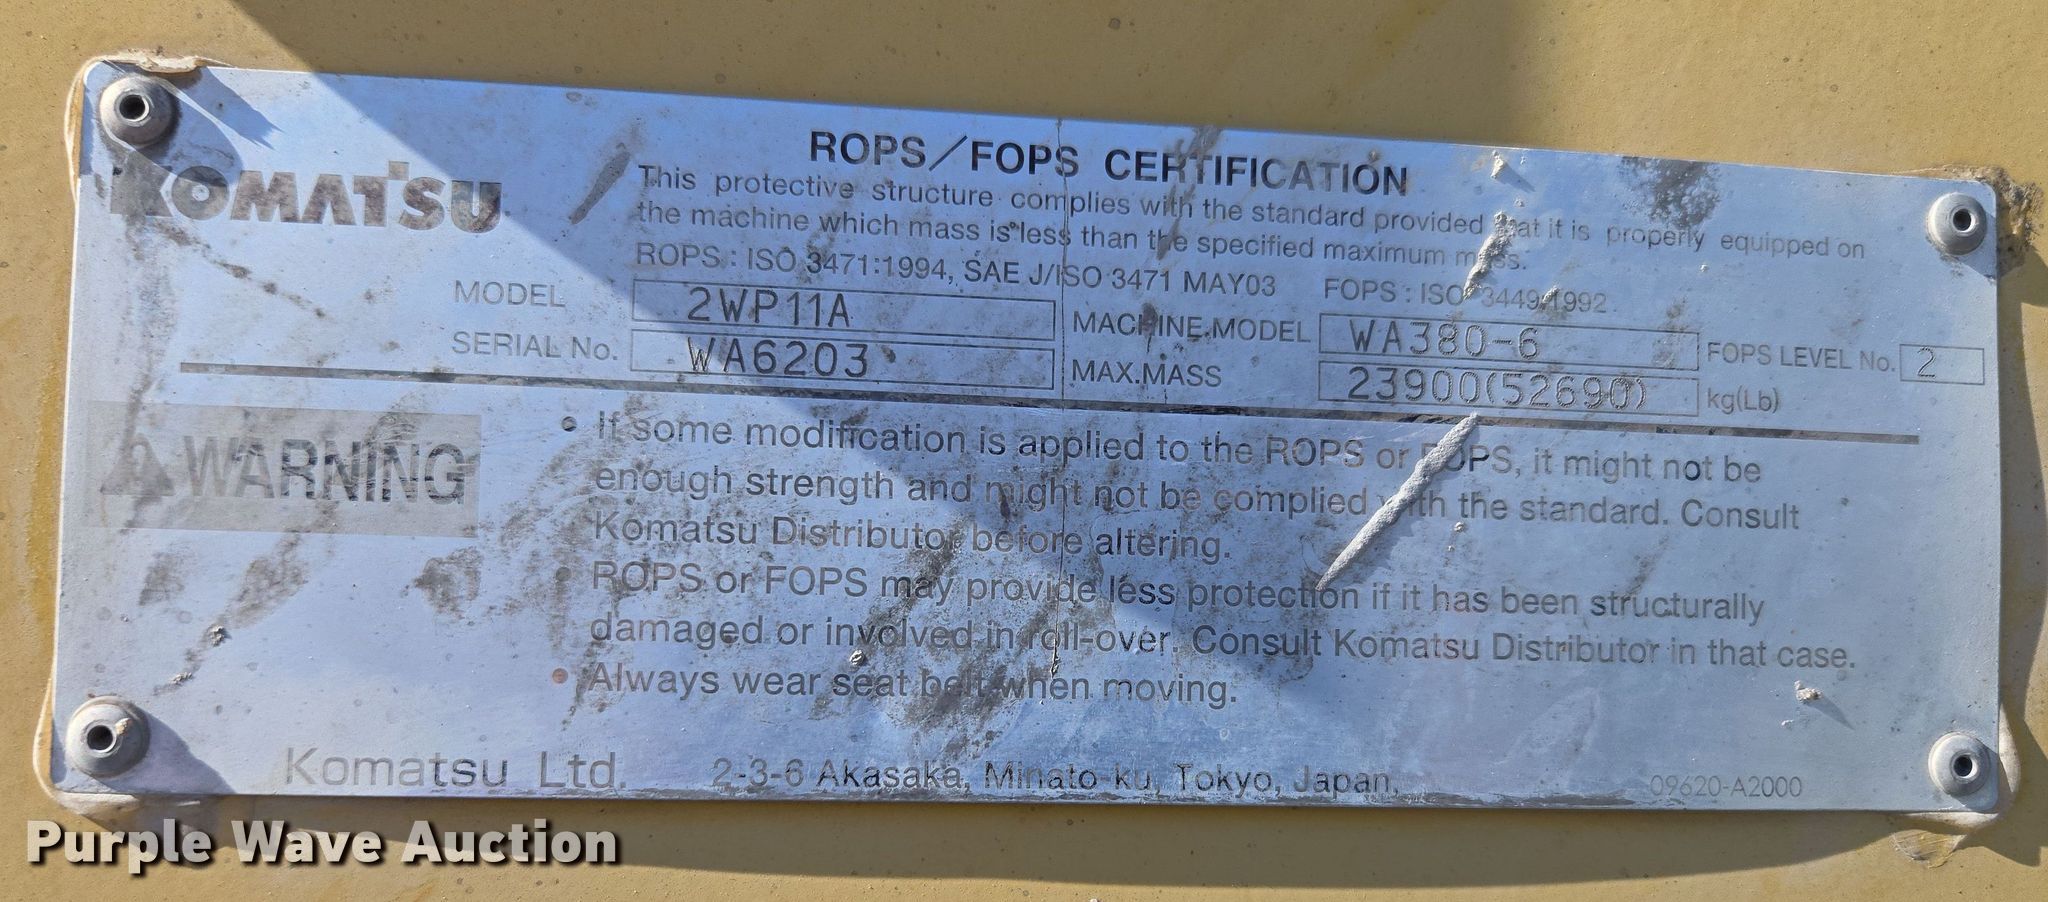 KOMATSU
ROPS/FOPS CERTIFICATION
This protective structure complies with the standard provided that it is properly equipped on
the machine which mass is less than the specified maximum mass.
ROPS : ISO 3471:1994, SAE J/ISO 3471 MAY03 FOPS : ISO 3449:1992
MODEL 2WP11A MACHINE.MODEL WA380-6 FOPS LEVEL No. 2
SERIAL No. WA6203 MAX.MASS 23900(52690) kg(Lb)
WARNING
• If some modification is applied to the ROPS or FOPS, it might not be
enough strength and might not be complied with the standard. Consult
Komatsu Distributor before altering.
• ROPS or FOPS may provide less protection if it has been structurally
damaged or involved in roll-over. Consult Komatsu Distributor in that case.
• Always wear seat belt when moving.
Komatsu Ltd. 2-3-6 Akasaka, Minato-ku, Tokyo, Japan,
09620-A2000
Purple Wave Auction